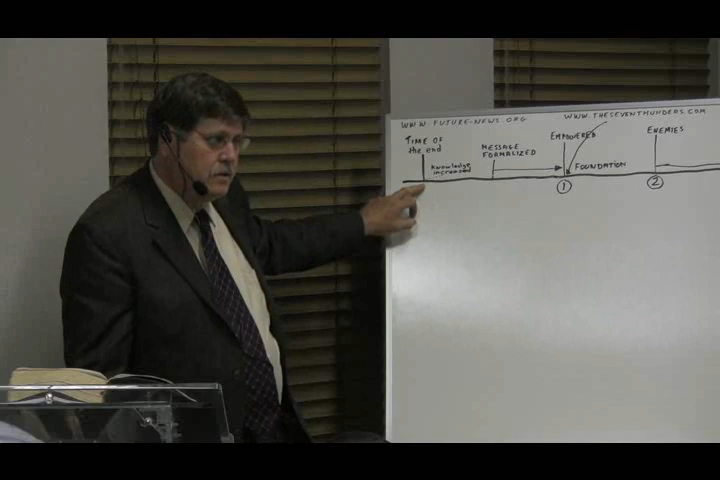 WWW.FUTURE-NEWS.ORG
WWW.THESEVENTHUNDERS.COM
TIME OF
the end
Knowledge
increased
MESSAGE
FORMALIZED
EMPOWERED
FOUNDATION
ENEMIES
1
2